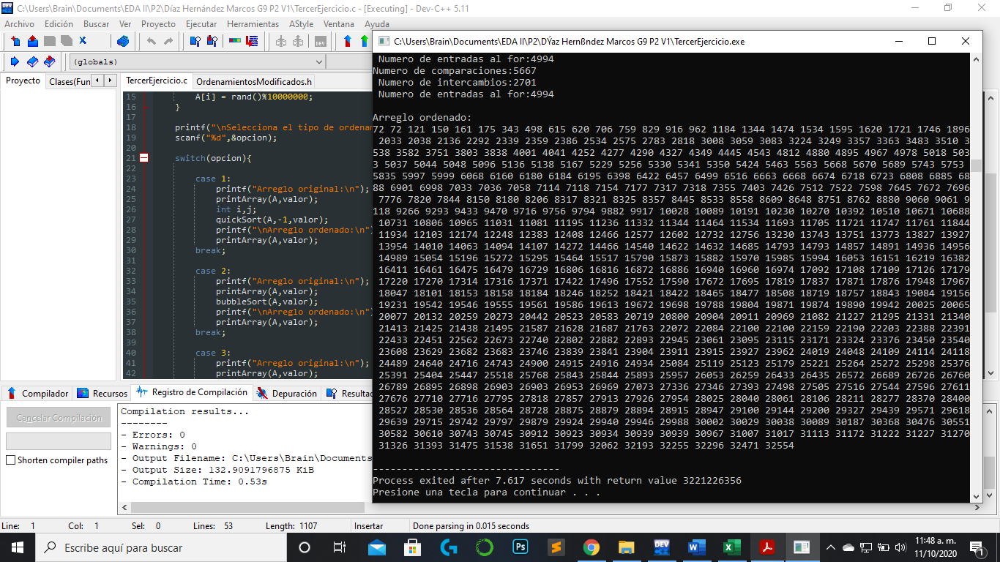 C:\Users\Brain\Documents\EDA II\P2\Díaz Hernández Marcos G9 P2 V1\TercerEjercicio.c - [Executing] - Dev-C++ 5.11
Archivo Edición Buscar Ver Proyecto Ejecutar Herramientas AStyle Ventana Ayuda
(globals)
Proyecto Clases(Fun
TercerEjercicio.c OrdenamientosModificados.h
15 A[i] = rand()%10000000;
16 }
17
18 printf("\nSelecciona el tipo de ordenam
19 scanf("%d",&opcion);
20
21 switch(opcion){
22
23 case 1:
24 printf("Arreglo original:\n");
25 printArray(A,valor);
26 int i,j;
27 quickSort(A,-1,valor);
28 printf("\nArreglo ordenado:\n")
29 printArray(A,valor);
30 break;
31
32 case 2:
33 printf("Arreglo original:\n");
34 printArray(A,valor);
35 bubbleSort(A,valor);
36 printf("\nArreglo ordenado:\n")
37 printArray(A,valor);
38 break;
39
40 case 3:
41 printf("Arreglo original:\n");
42 printArray(A,valor);
Compilador Recursos Registro de Compilación Depuración Resultad
Cancelar Compilación
Shorten compiler paths
Compilation results...
--------
- Errors: 0
- Warnings: 0
- Output Filename: C:\Users\Brain\Documents
- Output Size: 132.9091796875 KiB
- Compilation Time: 0.53s
C:\Users\Brain\Documents\EDA II\P2\DÝaz Hernßndez Marcos G9 P2 V1\TercerEjercicio.exe
Numero de entradas al for:4994
Numero de comparaciones:5667
Numero de intercambios:2701
Numero de entradas al for:4994
Arreglo ordenado:
72 72 121 150 161 175 343 498 615 620 706 759 829 916 962 1184 1344 1474 1534 1595 1620 1721 1746 1896
2033 2038 2136 2292 2339 2359 2386 2534 2575 2783 2818 3008 3059 3083 3224 3249 3357 3363 3483 3510 3
538 3582 3751 3803 3838 4001 4041 4252 4277 4290 4327 4349 4445 4543 4812 4880 4895 4967 4978 5018 503
3 5037 5044 5048 5096 5136 5138 5167 5229 5256 5330 5341 5350 5424 5463 5563 5668 5670 5689 5743 5753
5835 5997 5999 6068 6160 6180 6184 6195 6398 6422 6457 6499 6516 6663 6668 6674 6718 6723 6808 6885 68
88 6901 6998 7033 7036 7058 7114 7118 7154 7177 7317 7318 7355 7403 7426 7512 7522 7598 7645 7672 7696
7776 7820 7844 8150 8180 8206 8317 8321 8325 8357 8445 8533 8558 8609 8648 8751 8762 8880 9060 9061 9
118 9266 9293 9433 9470 9716 9756 9794 9882 9917 10028 10089 10191 10230 10270 10392 10510 10671 10688
10731 10806 10965 11031 11081 11195 11236 11332 11344 11464 11534 11693 11705 11721 11747 11761 11844
11934 12103 12174 12248 12383 12408 12466 12577 12602 12732 12756 13230 13743 13751 13773 13827 13927
13954 14010 14063 14094 14107 14272 14466 14540 14622 14632 14685 14793 14793 14857 14891 14936 14956
14989 15054 15196 15272 15295 15464 15517 15790 15873 15882 15970 15985 15994 16053 16151 16219 16382
16411 16461 16475 16479 16729 16806 16816 16872 16886 16940 16960 16974 17092 17108 17109 17126 17179
17220 17270 17314 17316 17371 17422 17496 17552 17590 17672 17695 17819 17837 17871 17876 17948 17967
18047 18101 18153 18158 18184 18246 18252 18421 18422 18465 18477 18508 18719 18757 18843 19084 19156
19231 19542 19546 19555 19561 19586 19613 19672 19698 19788 19804 19871 19874 19890 19942 20025 20065
20077 20132 20259 20273 20442 20523 20583 20719 20800 20904 20911 20969 21082 21227 21295 21331 21340
21413 21425 21438 21495 21587 21628 21687 21763 22072 22084 22100 22100 22159 22190 22203 22388 22391
22433 22451 22562 22673 22740 22802 22882 22893 22945 23061 23095 23115 23171 23324 23376 23450 23540
23608 23629 23682 23683 23746 23839 23841 23904 23911 23915 23927 23962 24019 24048 24109 24114 24118
24489 24640 24716 24743 24900 24915 24916 24934 25084 25119 25123 25179 25221 25264 25272 25298 25376
25391 25404 25447 25518 25768 25843 25844 25893 25957 26053 26259 26433 26435 26572 26689 26726 26760
26789 26895 26898 26903 26903 26953 26969 27073 27336 27346 27393 27498 27505 27516 27544 27596 27611
27676 27710 27716 27795 27818 27857 27913 27926 27954 28025 28040 28061 28106 28211 28277 28370 28400
28527 28530 28536 28564 28728 28875 28879 28894 28915 28947 29100 29144 29200 29327 29439 29571 29618
29639 29715 29742 29797 29879 29924 29940 29946 29988 30002 30029 30038 30089 30187 30368 30476 30551
30582 30610 30743 30745 30912 30923 30934 30939 30939 30967 31007 31017 31113 31172 31222 31227 31270
31326 31393 31475 31538 31651 31799 32062 32193 32255 32296 32471 32554
--------------------------------
Process exited after 7.617 seconds with return value 3221226356
Presione una tecla para continuar . . .
Line: 1 Col: 1 Sel: 0 Lines: 53 Length: 1107 Insertar Done parsing in 0.015 seconds
Escribe aquí para buscar
11:48 a. m.
11/10/2020